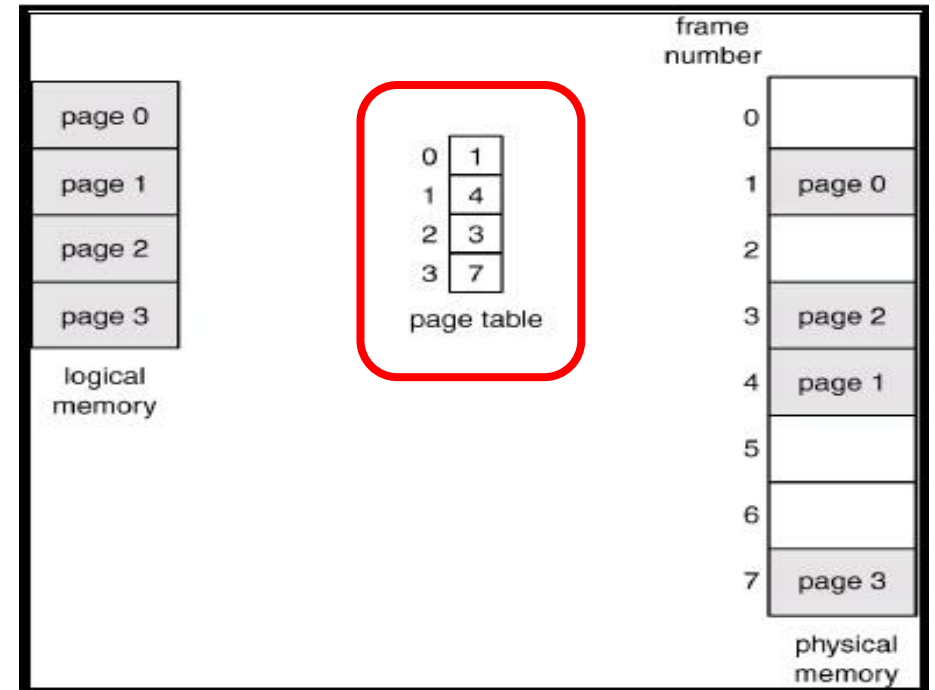 page 0
page 1
page 2
page 3
logical
memory
0 1
1 4
2 3
3 7
page table
frame
number
0
1 page 0
2
3 page 2
4 page 1
5
6
7 page 3
physical
memory